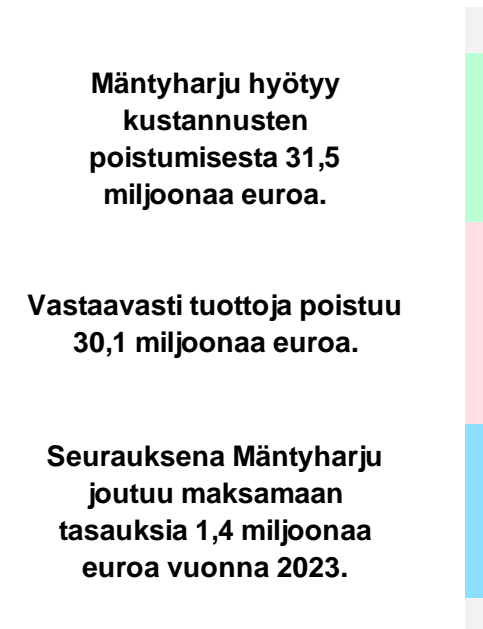 Mäntyharju hyötyy
kustannusten
poistumisesta 31,5
miljoonaa euroa.
Vastaavasti tuottoja poistuu
30,1 miljoonaa euroa.
Seurauksena Mäntyharju
joutuu maksamaan
tasauksia 1,4 miljoonaa
euroa vuonna 2023.